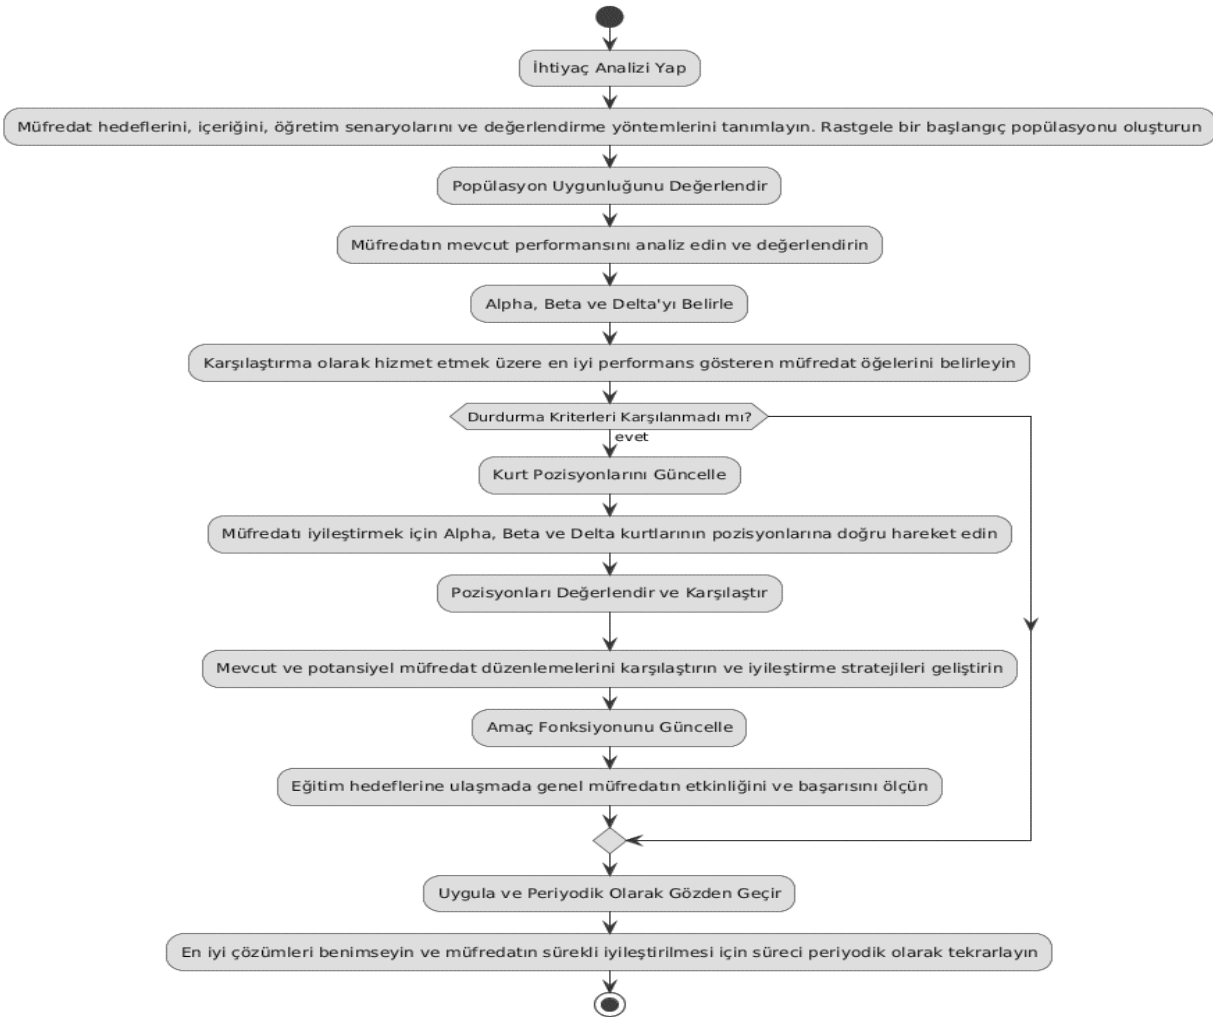 İhtiyaç Analizi Yap
Müfredat hedeflerini, içeriğini, öğretim senaryolarını ve değerlendirme yöntemlerini tanımlayın. Rastgele bir başlangıç popülasyonu oluşturun
Popülasyon Uygunluğunu Değerlendir
Müfredatın mevcut performansını analiz edin ve değerlendirin
Alpha, Beta ve Delta'yı Belirle
Karşılaştırma olarak hizmet etmek üzere en iyi performans gösteren müfredat öğelerini belirleyin
Durdurma Kriterleri Karşılanmadı mı?
evet
Kurt Pozisyonlarını Güncelle
Müfredatı iyileştirmek için Alpha, Beta ve Delta kurtlarının pozisyonlarına doğru hareket edin
Pozisyonları Değerlendir ve Karşılaştır
Mevcut ve potansiyel müfredat düzenlemelerini karşılaştırın ve iyileştirme stratejileri geliştirin
Amaç Fonksiyonunu Güncelle
Eğitim hedeflerine ulaşmada genel müfredatın etkinliğini ve başarısını ölçün
Uygula ve Periyodik Olarak Gözden Geçir
En iyi çözümleri benimseyin ve müfredatın sürekli iyileştirilmesi için süreci periyodik olarak tekrarlayın